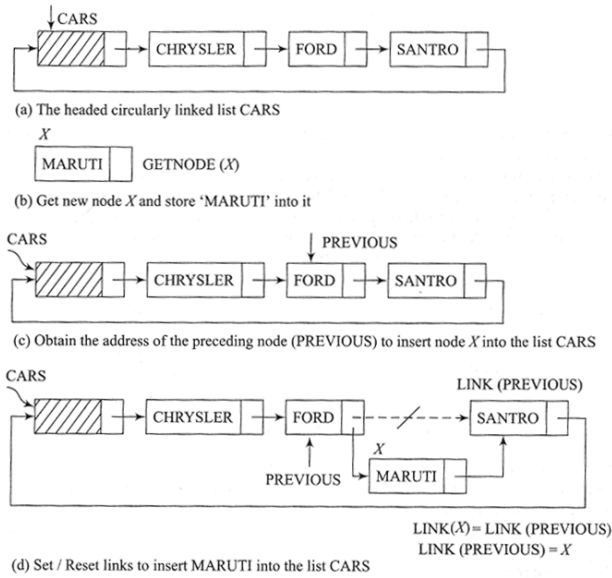 CARS
CHRYSLER FORD SANTRO
(a) The headed circularly linked list CARS
X
MARUTI GETNODE (X)
(b) Get new node X and store ‘MARUTI’ into it
CARS PREVIOUS
CHRYSLER FORD SANTRO
(c) Obtain the address of the preceding node (PREVIOUS) to insert node X into the list CARS
CARS
LINK (PREVIOUS)
CHRYSLER FORD SANTRO
X
PREVIOUS MARUTI
LINK(X) = LINK (PREVIOUS)
LINK (PREVIOUS) = X
(d) Set / Reset links to insert MARUTI into the list CARS